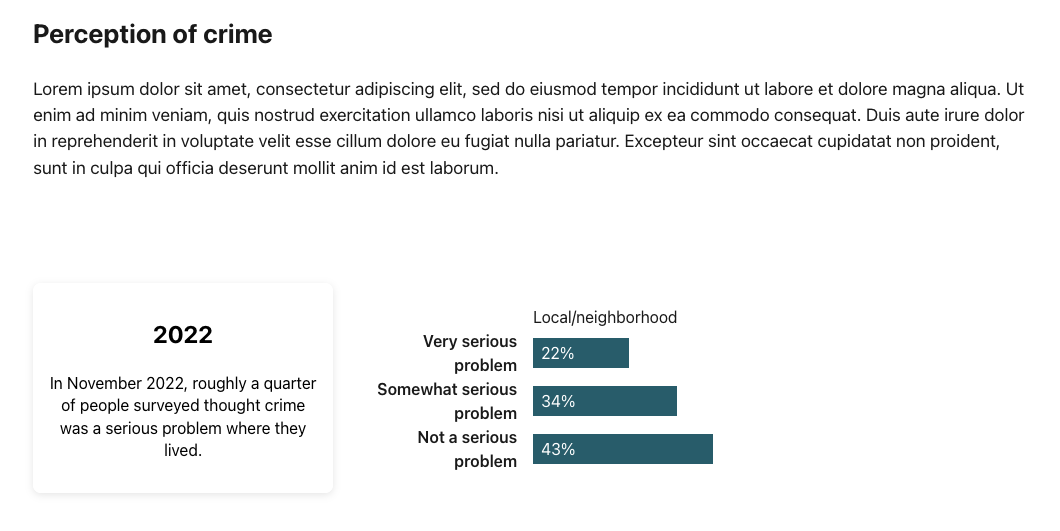 Perception of crime
Lorem ipsum dolor sit amet, consectetur adipiscing elit, sed do eiusmod tempor incididunt ut labore et dolore magna aliqua. Ut
enim ad minim veniam, quis nostrud exercitation ullamco laboris nisi ut aliquip ex ea commodo consequat. Duis aute irure dolor
in reprehenderit in voluptate velit esse cillum dolore eu fugiat nulla pariatur. Excepteur sint occaecat cupidatat non proident,
sunt in culpa qui officia deserunt mollit anim id est laborum.
2022
In November 2022, roughly a quarter
of people surveyed thought crime
was a serious problem where they
lived.
Local/neighborhood
Very serious
problem
22%
Somewhat serious
problem
34%
Not a serious
problem
43%